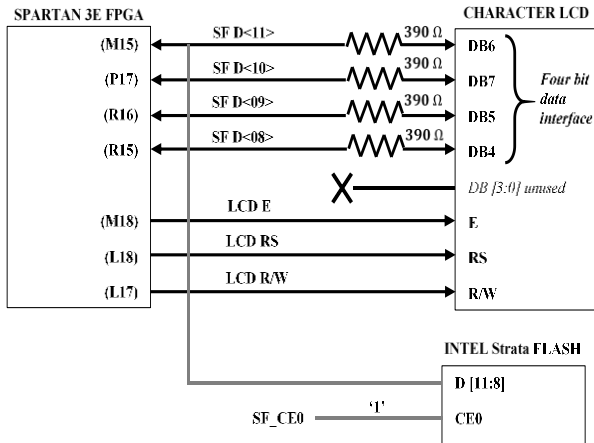 SPARTAN 3E FPGA
CHARACTER LCD
(M15) SF D<11> 390 Ω DB6
(P17) SF D<10> 390 Ω DB7
(R16) SF D<09> 390 Ω DB5
(R15) SF D<08> 390 Ω DB4
Four bit
data
interface
DB [3:0] unused
(M18) LCD E E
(L18) LCD RS RS
(L17) LCD R/W R/W
INTEL Strata FLASH
D [11:8]
SF_CE0 ‘1’ CE0